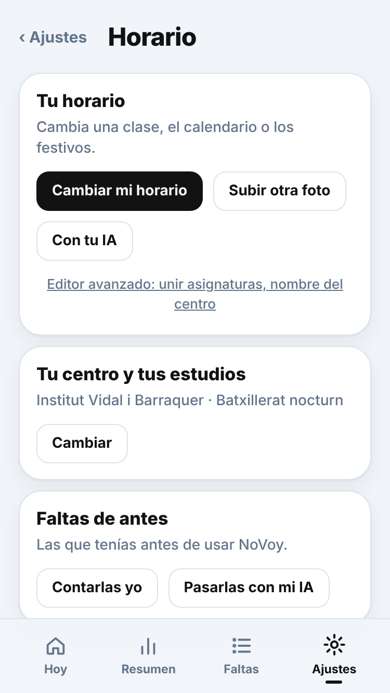 ‹ Ajustes Horario
Tu horario
Cambia una clase, el calendario o los
festivos.
Cambiar mi horario Subir otra foto
Con tu IA
Editor avanzado: unir asignaturas, nombre del
centro
Tu centro y tus estudios
Institut Vidal i Barraquer · Batxillerat nocturn
Cambiar
Faltas de antes
Las que tenías antes de usar NoVoy.
Contarlas yo Pasarlas con mi IA
Hoy Resumen Faltas Ajustes